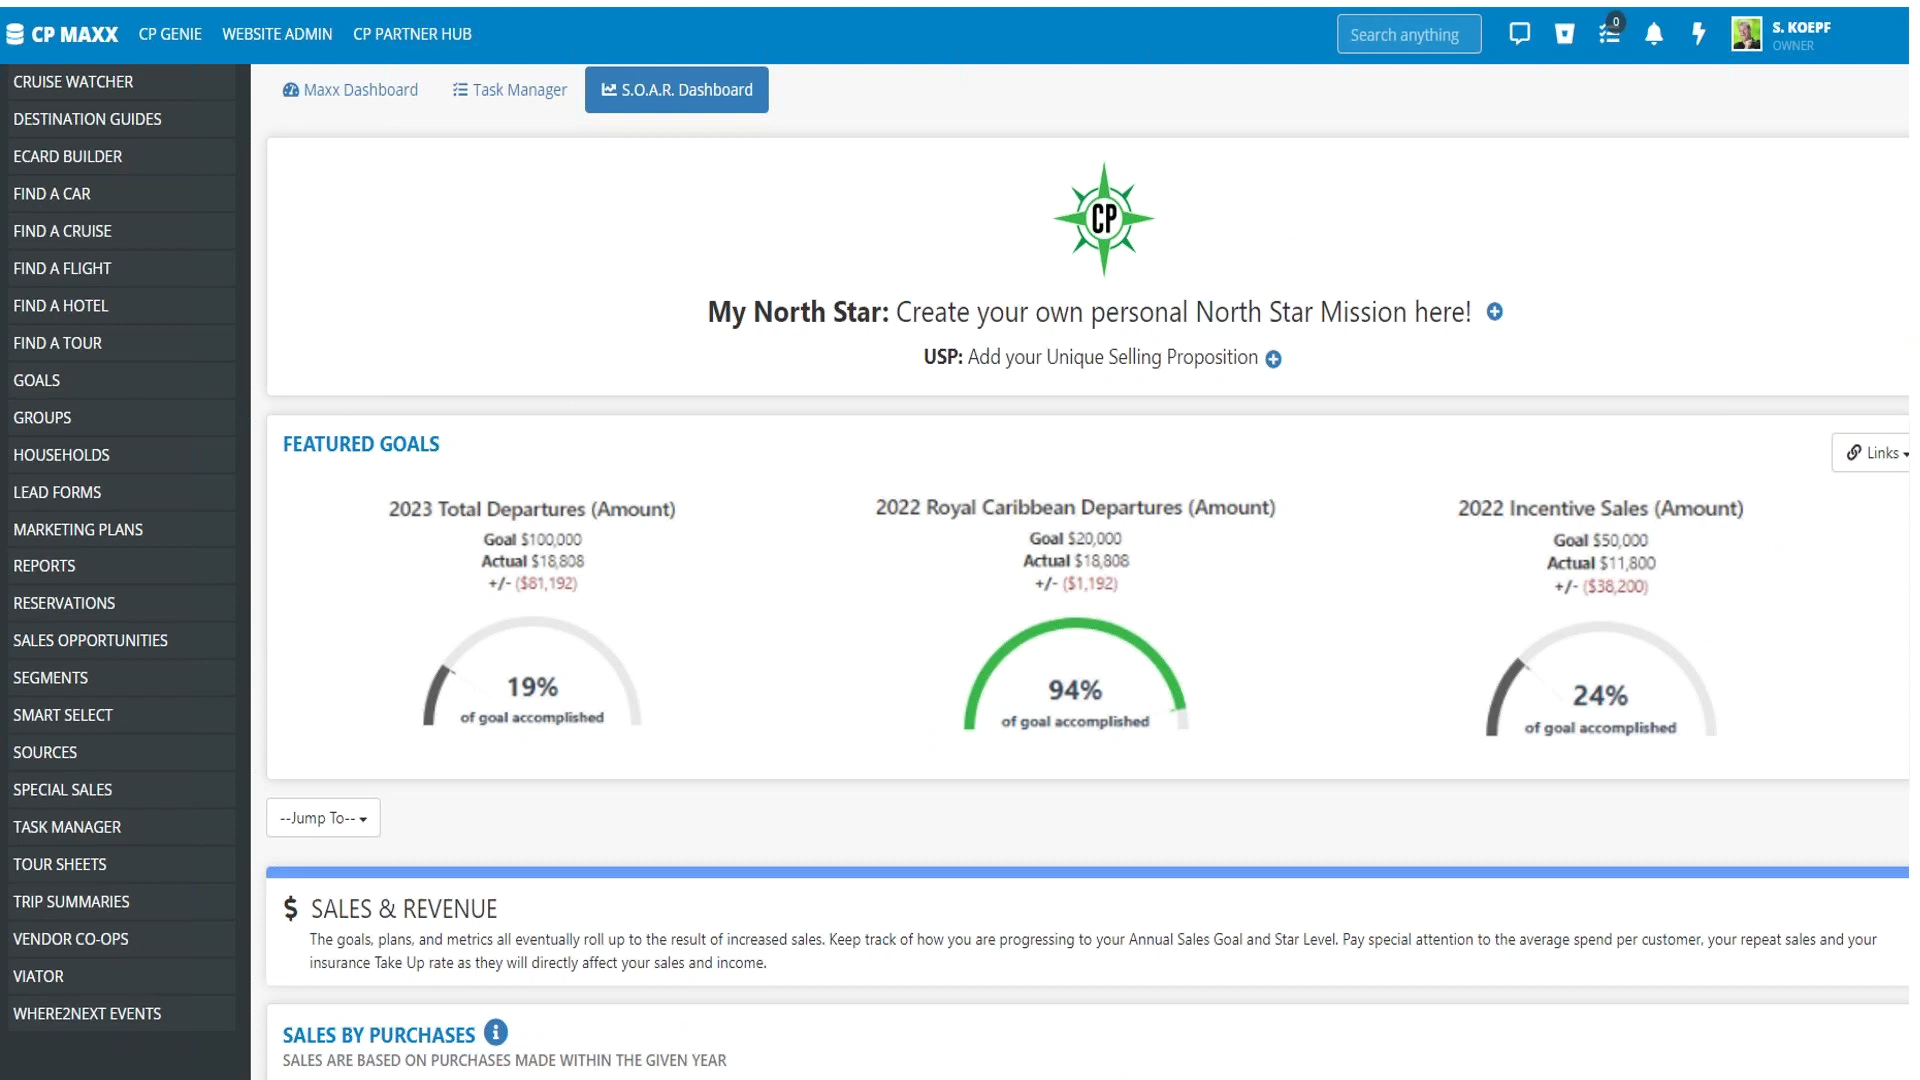 CP MAXX CP GENIE WEBSITE ADMIN CP PARTNER HUB Search anything 0 S. KOEPF
OWNER
CRUISE WATCHER
DESTINATION GUIDES
ECARD BUILDER
FIND A CAR
FIND A CRUISE
FIND A FLIGHT
FIND A HOTEL
FIND A TOUR
GOALS
GROUPS
HOUSEHOLDS
LEAD FORMS
MARKETING PLANS
REPORTS
RESERVATIONS
SALES OPPORTUNITIES
SEGMENTS
SMART SELECT
SOURCES
SPECIAL SALES
TASK MANAGER
TOUR SHEETS
TRIP SUMMARIES
VENDOR CO-OPS
VIATOR
WHERE2NEXT EVENTS
Maxx Dashboard Task Manager S.O.A.R. Dashboard
CP
My North Star: Create your own personal North Star Mission here!
USP: Add your Unique Selling Proposition
FEATURED GOALS
Links
2023 Total Departures (Amount)
Goal $100,000
Actual $18,808
+/- ($81,192)
19%
of goal accomplished
2022 Royal Caribbean Departures (Amount)
Goal $20,000
Actual $18,808
+/- ($1,192)
94%
of goal accomplished
2022 Incentive Sales (Amount)
Goal $50,000
Actual $11,800
+/- ($38,200)
24%
of goal accomplished
--Jump To--
$ SALES & REVENUE
The goals, plans, and metrics all eventually roll up to the result of increased sales. Keep track of how you are progressing to your Annual Sales Goal and Star Level. Pay special attention to the average spend per customer, your repeat sales and your
insurance Take Up rate as they will directly affect your sales and income.
SALES BY PURCHASES
SALES ARE BASED ON PURCHASES MADE WITHIN THE GIVEN YEAR